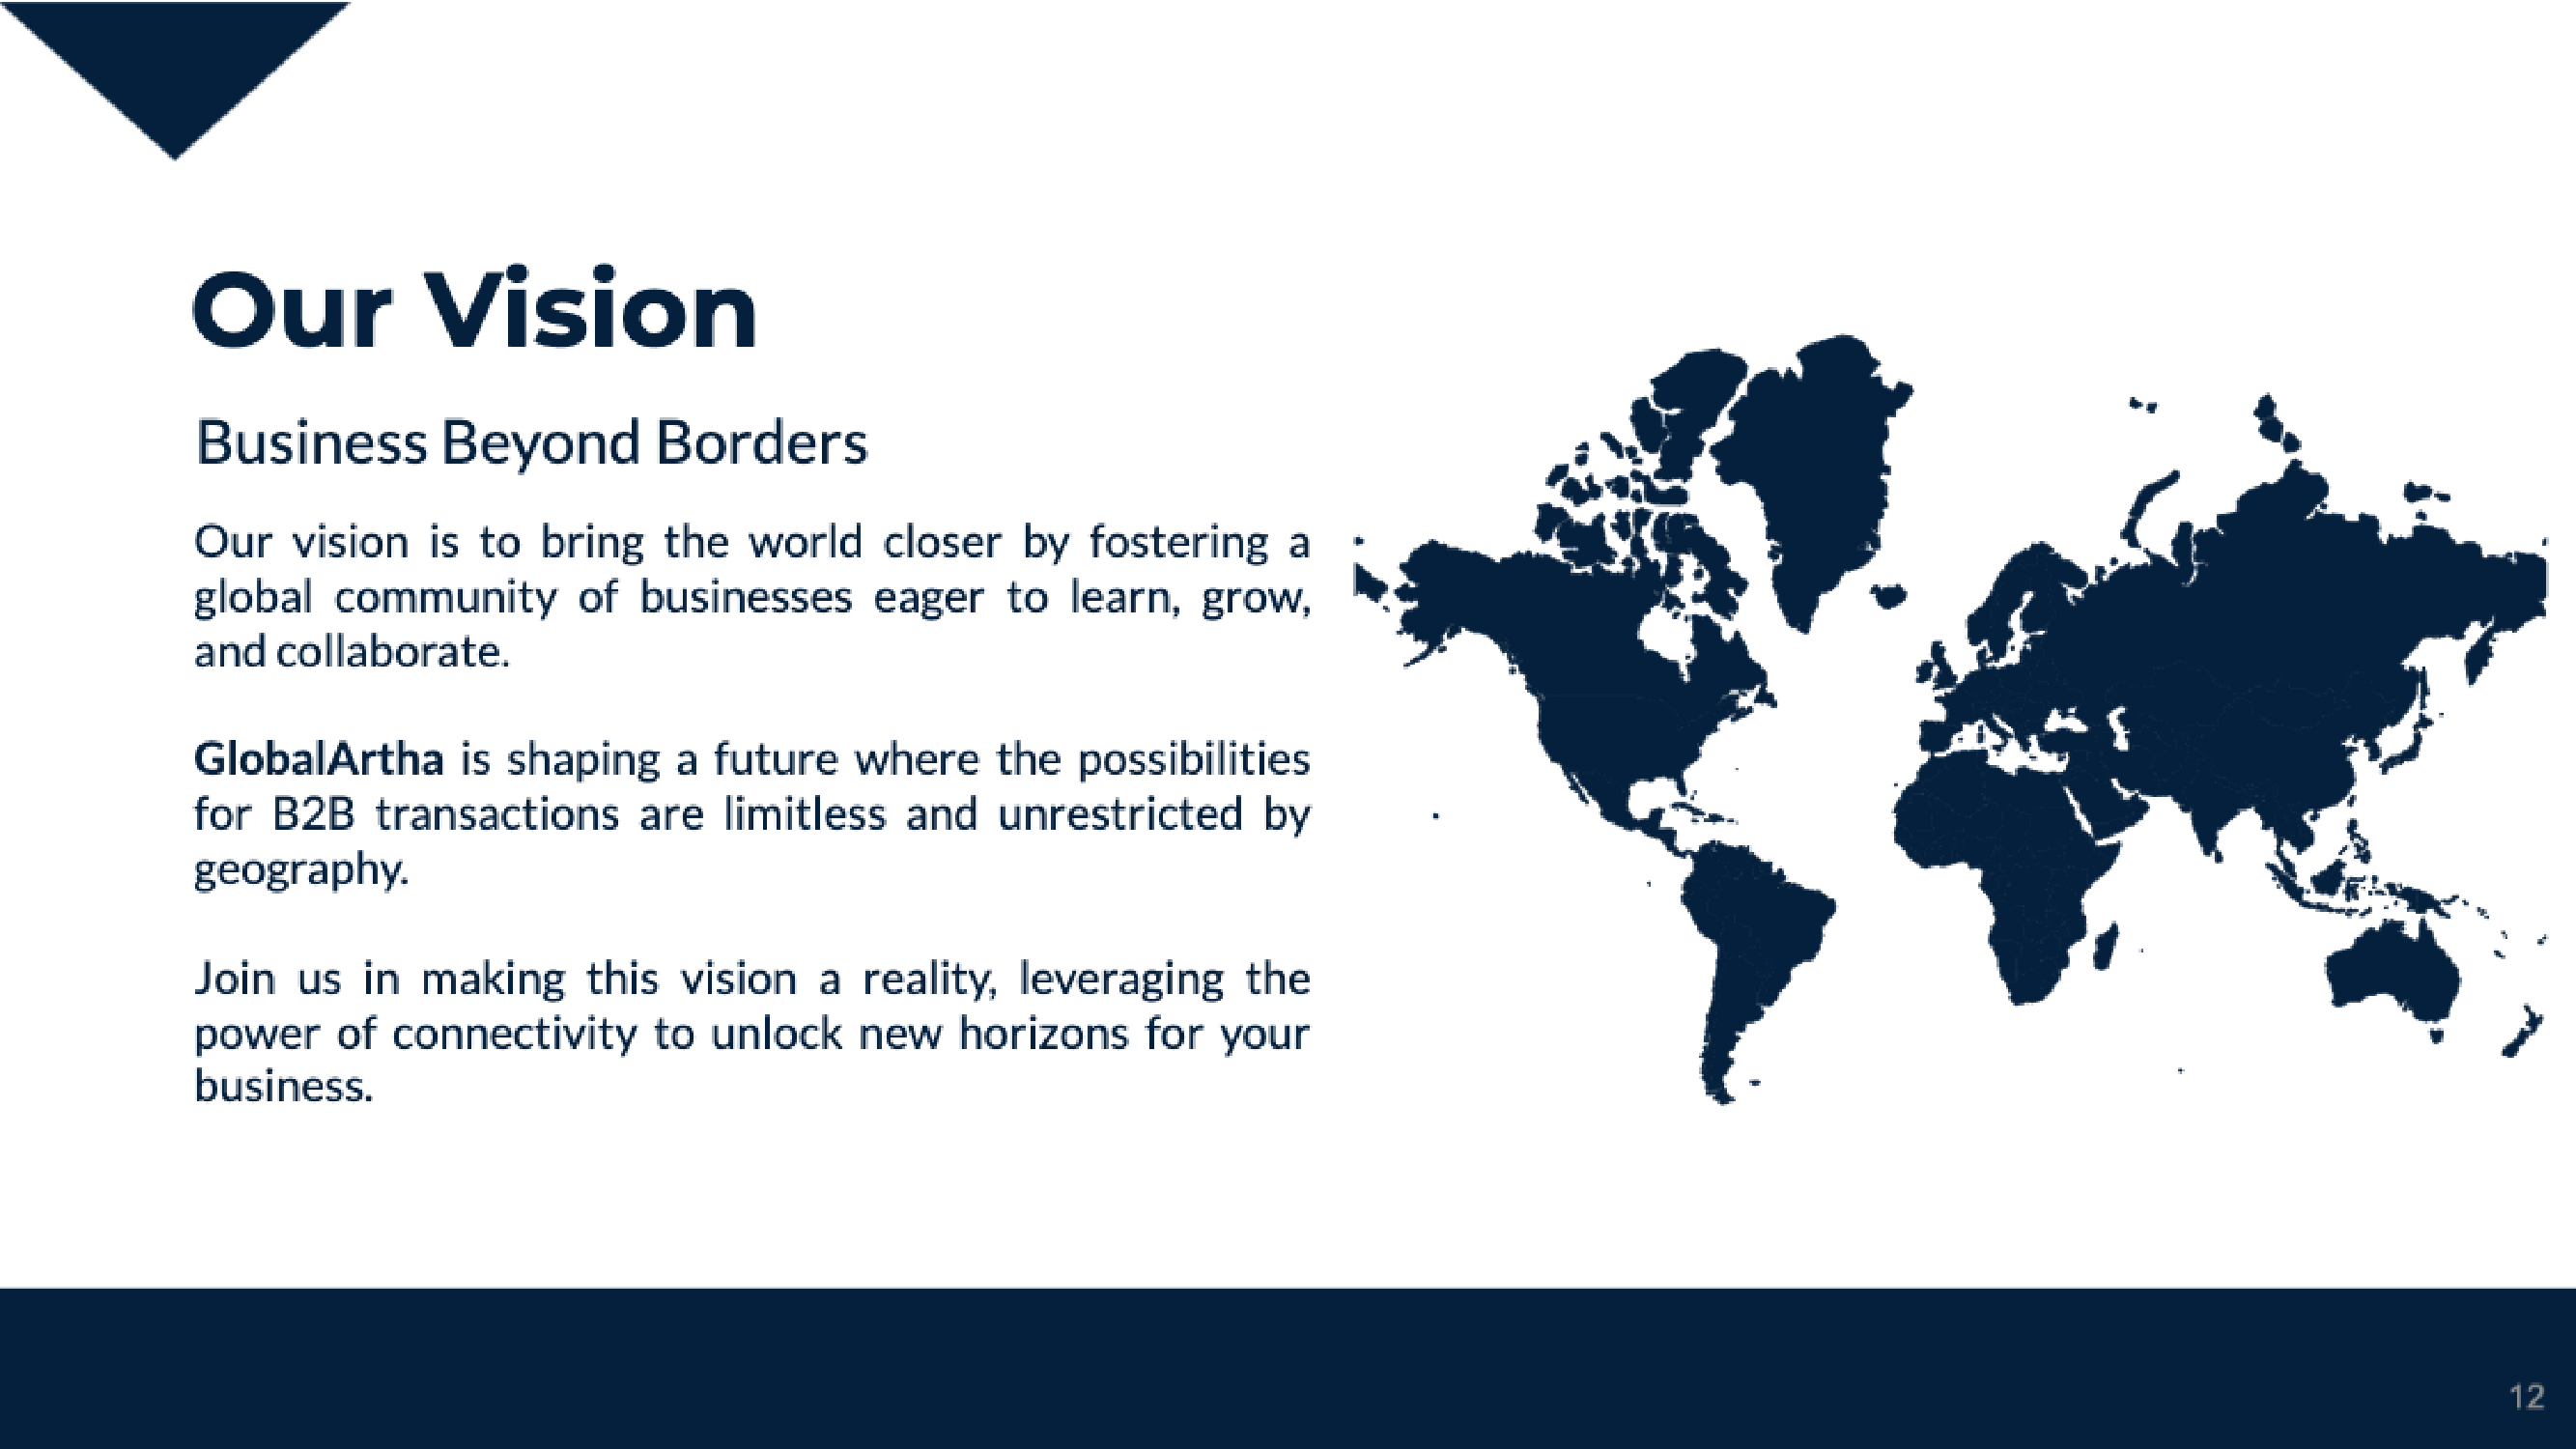 Our Vision
Business Beyond Borders
Our vision is to bring the world closer by fostering a
global community of businesses eager to learn, grow,
and collaborate.
GlobalArtha is shaping a future where the possibilities
for B2B transactions are limitless and unrestricted by
geography.
Join us in making this vision a reality, leveraging the
power of connectivity to unlock new horizons for your
business.
12